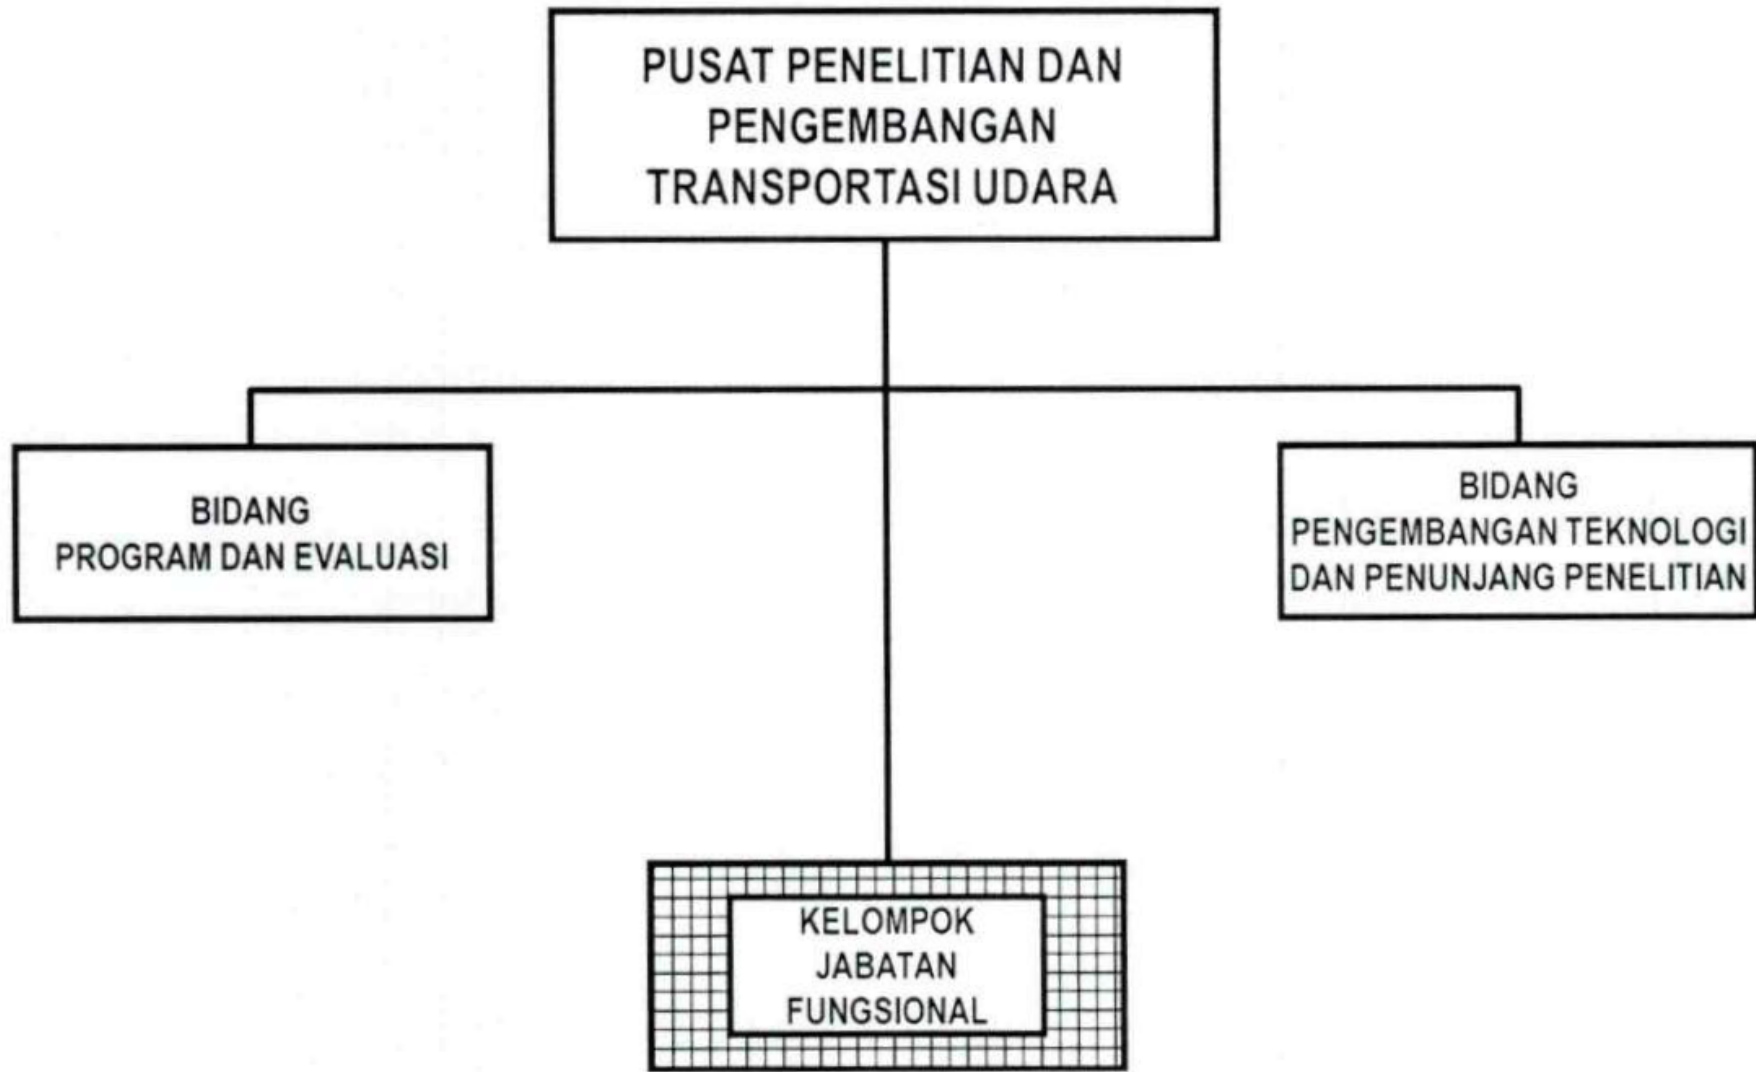 PUSAT PENELITIAN DAN
PENGEMBANGAN
TRANSPORTASI UDARA
BIDANG
PROGRAM DAN EVALUASI
BIDANG
PENGEMBANGAN TEKNOLOGI
DAN PENUNJANG PENELITIAN
KELOMPOK
JABATAN
FUNGSIONAL